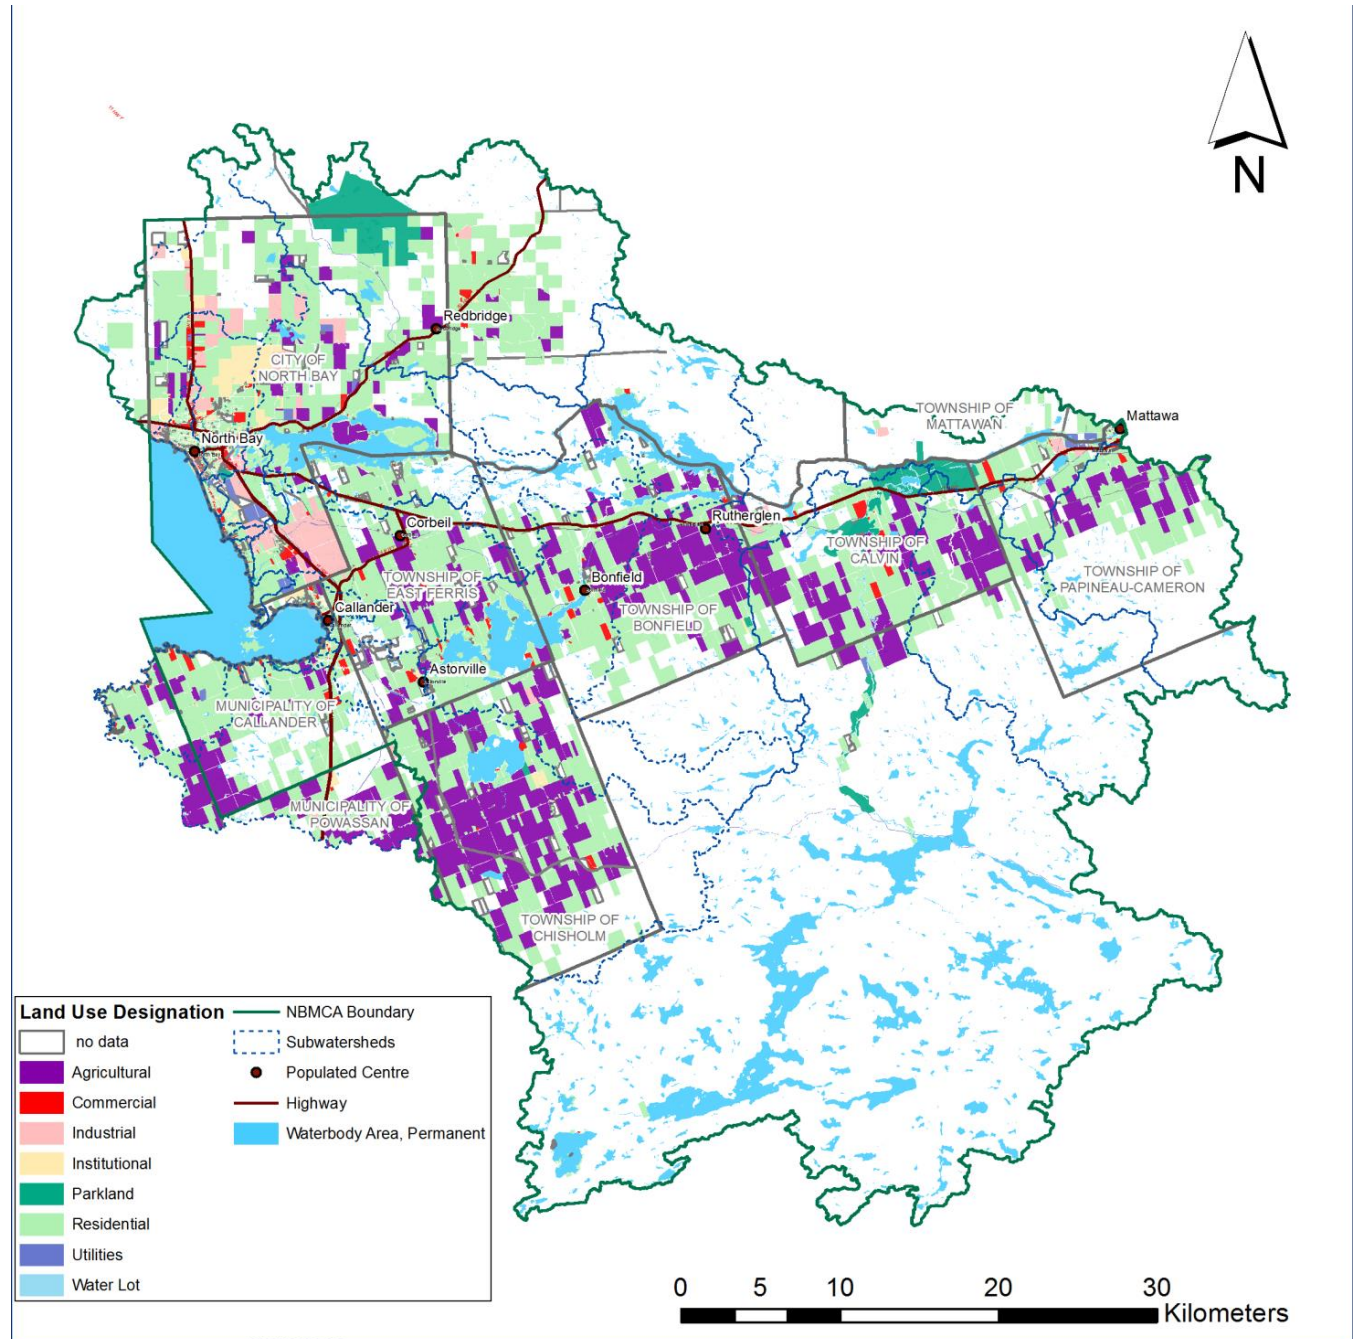 N
Redbridge
CITY OF
NORTH BAY
TOWNSHIP OF
MATTAWAN
Mattawa
North Bay
Rutherglen
Corbeil
TOWNSHIP OF
CALVIN
TOWNSHIP OF
EAST FERRIS
Bonfield
TOWNSHIP OF
PAPINEAU-CAMERON
Callander
TOWNSHIP OF
BONFIELD
Astorville
MUNICIPALITY OF
CALLANDER
MUNICIPALITY OF
POWASSAN
TOWNSHIP OF
CHISHOLM
Land Use Designation
no data
Agricultural
Commercial
Industrial
Institutional
Parkland
Residential
Utilities
Water Lot
NBMCA Boundary
Subwatersheds
Populated Centre
Highway
Waterbody Area, Permanent
0 5 10 20 30
Kilometers